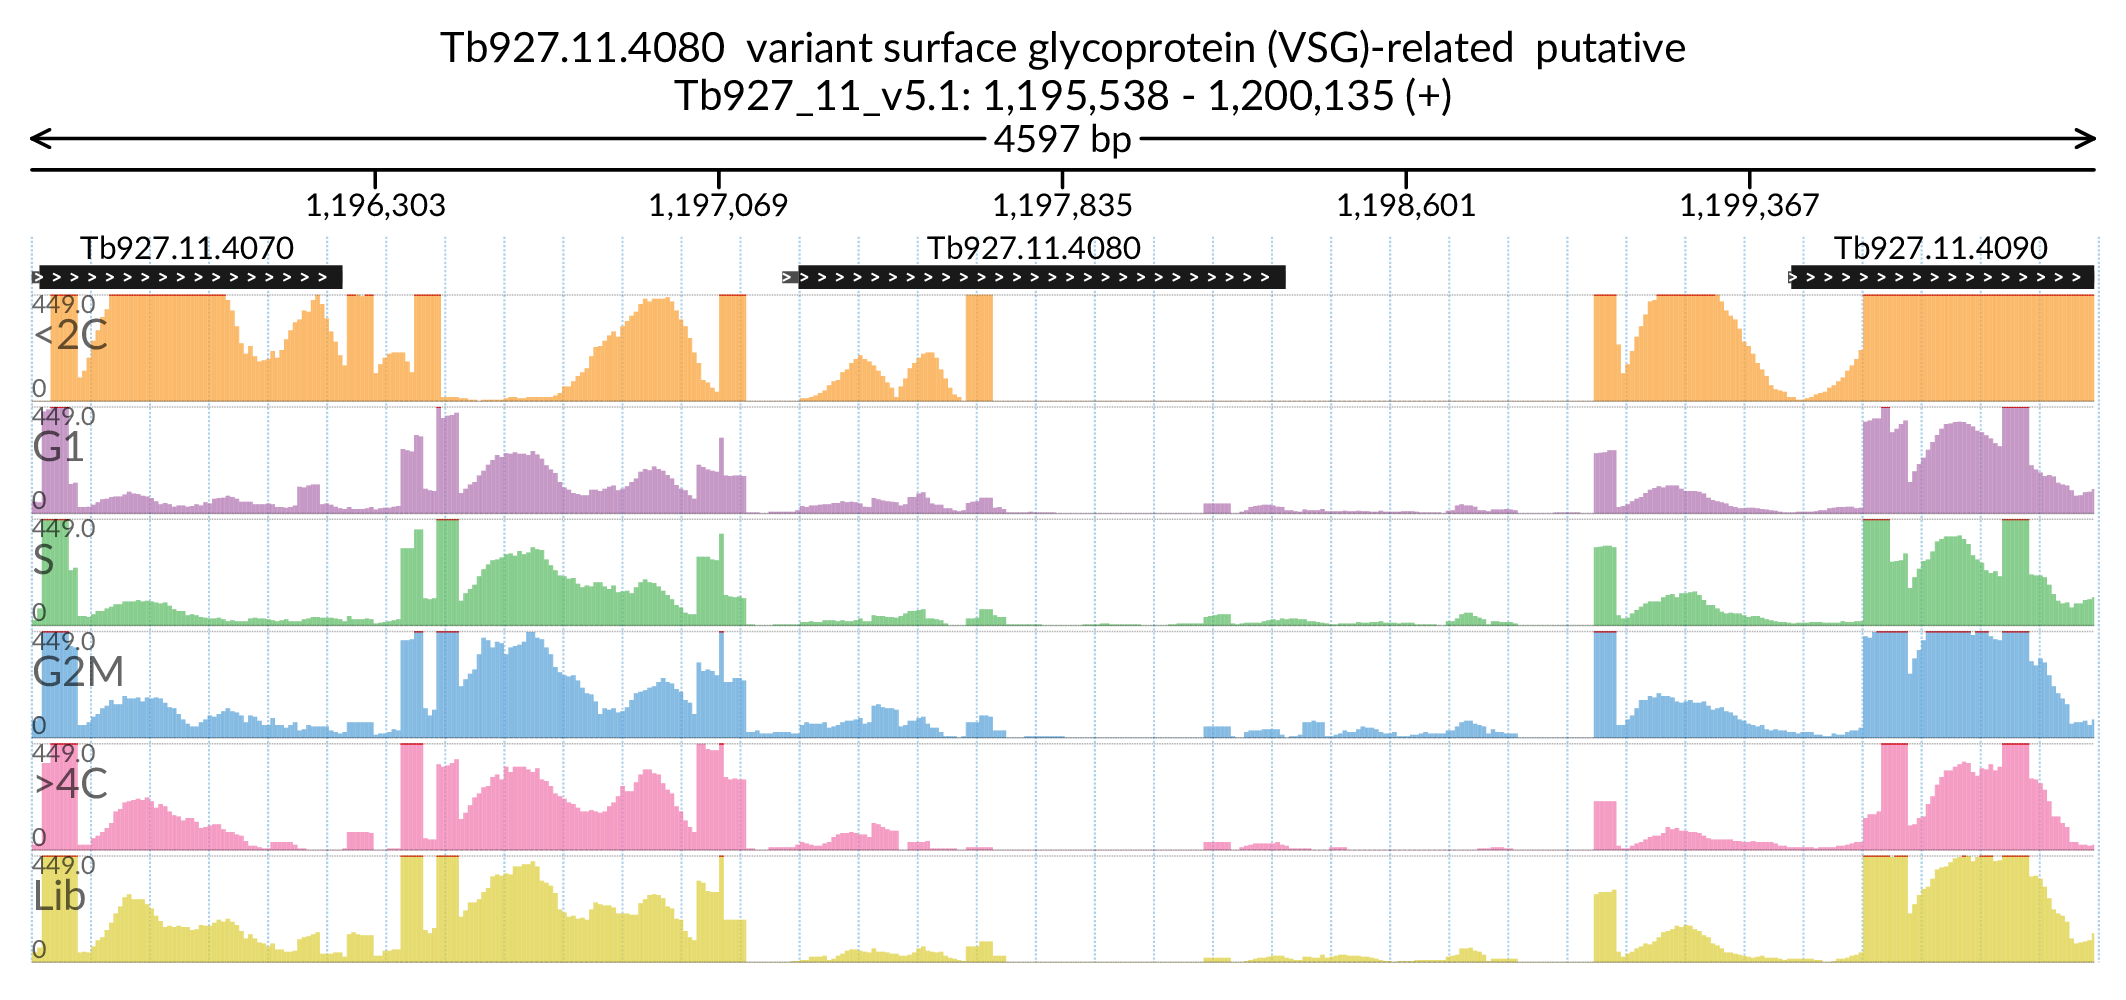 Tb927.11.4080 variant surface glycoprotein (VSG)-related putative
Tb927_11_v5.1: 1,195,538 - 1,200,135 (+)
4597 bp
1,196,303 1,197,069 1,197,835 1,198,601 1,199,367
Tb927.11.4070 Tb927.11.4080 Tb927.11.4090
449.0
<2C
0
449.0
G1
0
449.0
S
0
449.0
G2M
0
449.0
>4C
0
449.0
Lib
0